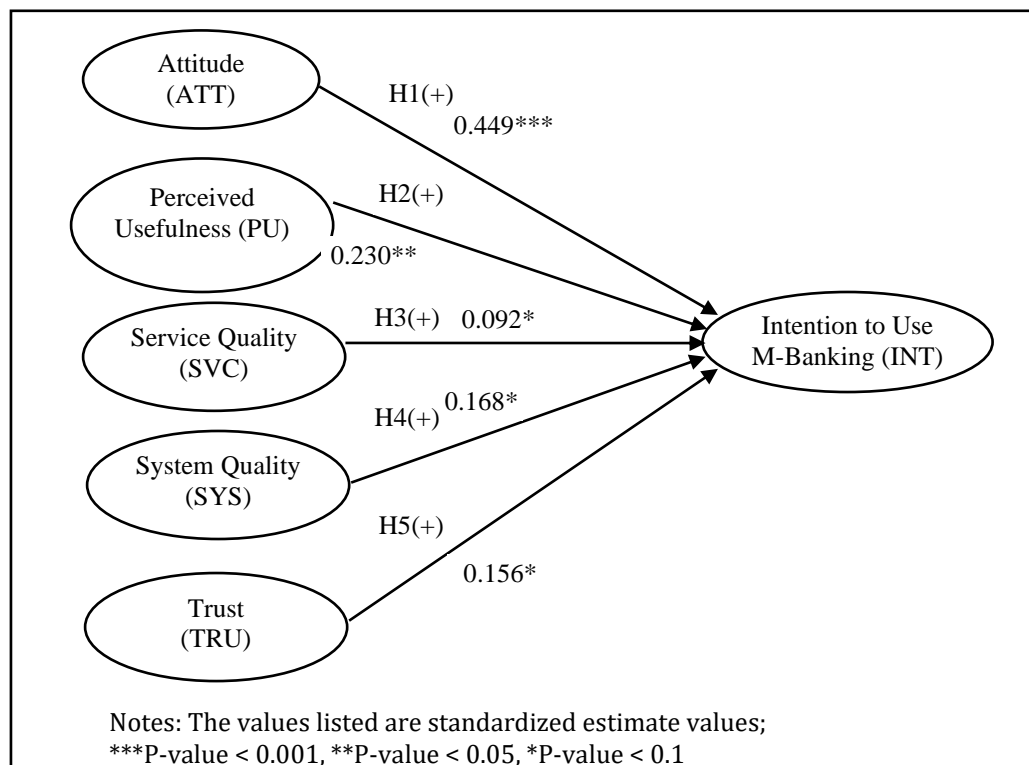 Attitude
(ATT)
H1(+)
0.449***
Perceived
Usefulness (PU)
H2(+)
0.230**
Service Quality
(SVC)
H3(+)
0.092*
Intention to Use
M-Banking (INT)
System Quality
(SYS)
H4(+)
0.168*
Trust
(TRU)
H5(+)
0.156*
Notes: The values listed are standardized estimate values;
***P-value < 0.001, **P-value < 0.05, *P-value < 0.1